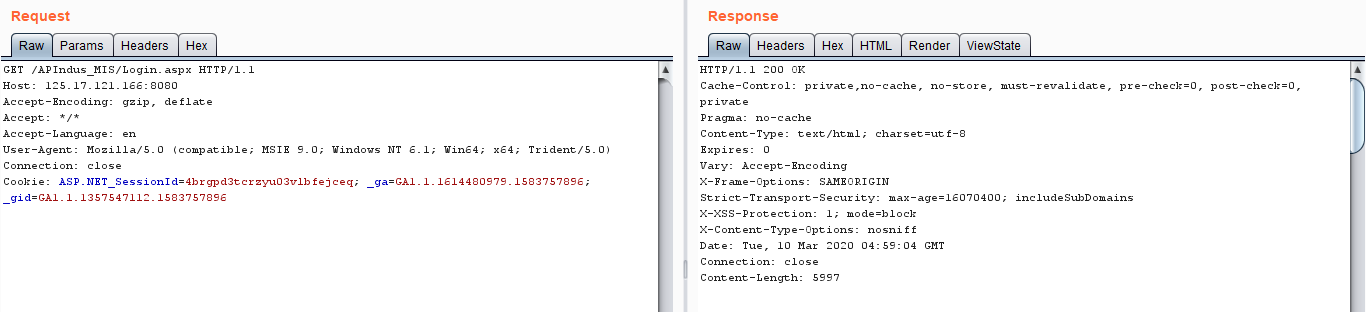 Request
Raw Params Headers Hex
GET /APIndus_MIS/Login.aspx HTTP/1.1
Host: 125.17.121.166:8080
Accept-Encoding: gzip, deflate
Accept: */*
Accept-Language: en
User-Agent: Mozilla/5.0 (compatible; MSIE 9.0; Windows NT 6.1; Win64; x64; Trident/5.0)
Connection: close
Cookie: ASP.NET_SessionId=4brgpd3tcrzyu03vlbfejceq; _ga=GA1.1.1614480979.1583757896;
_gid=GA1.1.1357547112.1583757896
Response
Raw Headers Hex HTML Render ViewState
HTTP/1.1 200 OK
Cache-Control: private,no-cache, no-store, must-revalidate, pre-check=0, post-check=0,
private
Pragma: no-cache
Content-Type: text/html; charset=utf-8
Expires: 0
Vary: Accept-Encoding
X-Frame-Options: SAMEORIGIN
Strict-Transport-Security: max-age=16070400; includeSubDomains
X-XSS-Protection: 1; mode=block
X-Content-Type-Options: nosniff
Date: Tue, 10 Mar 2020 04:59:04 GMT
Connection: close
Content-Length: 5997